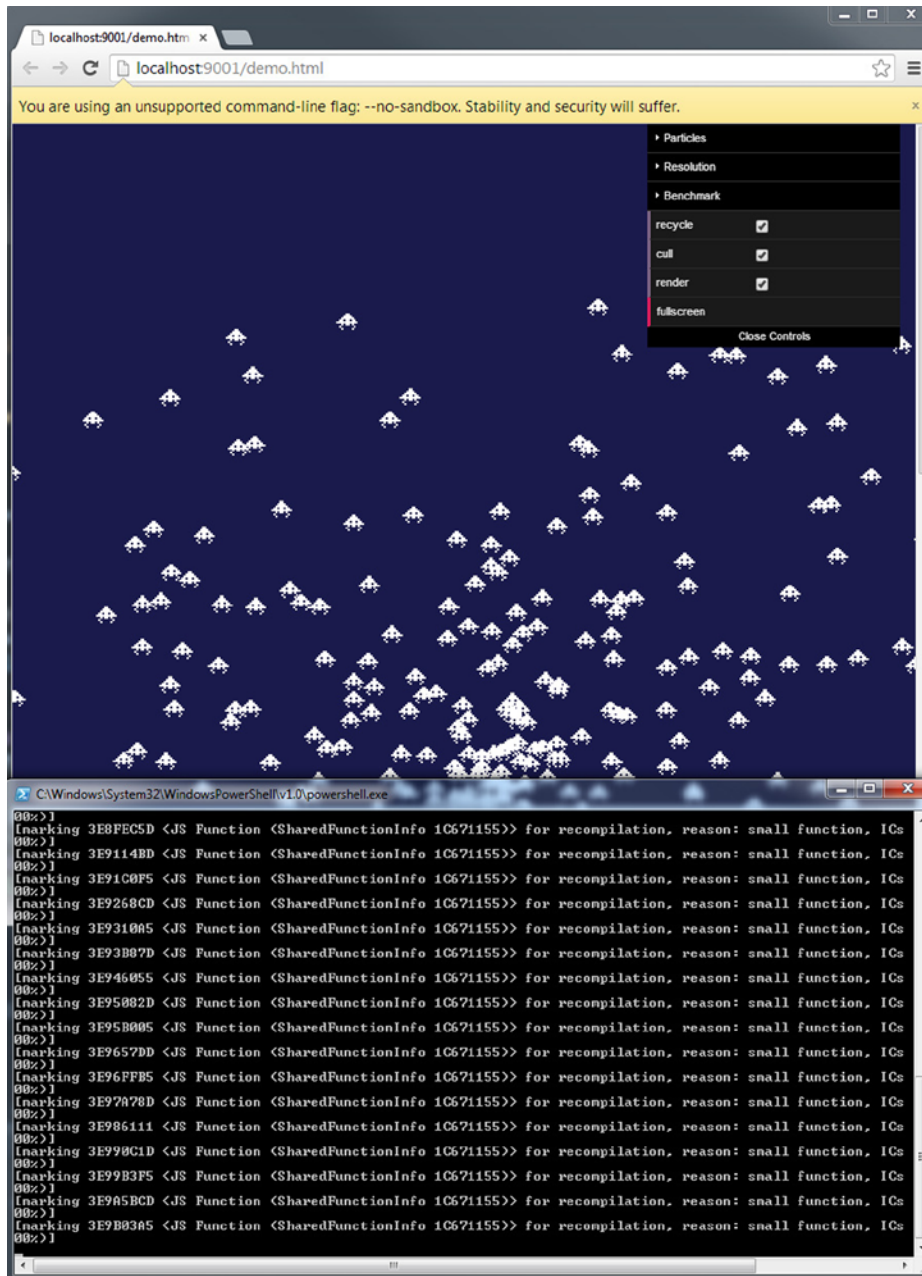 localhost:9001/demo.htm
localhost:9001/demo.html
You are using an unsupported command-line flag: --no-sandbox. Stability and security will suffer.
Particles
Resolution
Benchmark
recycle
cull
render
fullscreen
Close Controls
C:\Windows\System32\WindowsPowerShell\v1.0\powershell.exe
00%>]
[marking 3E8FEC5D <JS Function <SharedFunctionInfo 1C671155>> for recompilation, reason: small function, ICs
00%>]
[marking 3E9114BD <JS Function <SharedFunctionInfo 1C671155>> for recompilation, reason: small function, ICs
00%>]
[marking 3E91C0F5 <JS Function <SharedFunctionInfo 1C671155>> for recompilation, reason: small function, ICs
00%>]
[marking 3E9268CD <JS Function <SharedFunctionInfo 1C671155>> for recompilation, reason: small function, ICs
00%>]
[marking 3E9310A5 <JS Function <SharedFunctionInfo 1C671155>> for recompilation, reason: small function, ICs
00%>]
[marking 3E93B87D <JS Function <SharedFunctionInfo 1C671155>> for recompilation, reason: small function, ICs
00%>]
[marking 3E946055 <JS Function <SharedFunctionInfo 1C671155>> for recompilation, reason: small function, ICs
00%>]
[marking 3E95082D <JS Function <SharedFunctionInfo 1C671155>> for recompilation, reason: small function, ICs
00%>]
[marking 3E95B005 <JS Function <SharedFunctionInfo 1C671155>> for recompilation, reason: small function, ICs
00%>]
[marking 3E9657DD <JS Function <SharedFunctionInfo 1C671155>> for recompilation, reason: small function, ICs
00%>]
[marking 3E96FFB5 <JS Function <SharedFunctionInfo 1C671155>> for recompilation, reason: small function, ICs
00%>]
[marking 3E97A78D <JS Function <SharedFunctionInfo 1C671155>> for recompilation, reason: small function, ICs
00%>]
[marking 3E986111 <JS Function <SharedFunctionInfo 1C671155>> for recompilation, reason: small function, ICs
00%>]
[marking 3E990C1D <JS Function <SharedFunctionInfo 1C671155>> for recompilation, reason: small function, ICs
00%>]
[marking 3E99B3F5 <JS Function <SharedFunctionInfo 1C671155>> for recompilation, reason: small function, ICs
00%>]
[marking 3E9A5BCD <JS Function <SharedFunctionInfo 1C671155>> for recompilation, reason: small function, ICs
00%>]
[marking 3E9B03A5 <JS Function <SharedFunctionInfo 1C671155>> for recompilation, reason: small function, ICs
00%>]